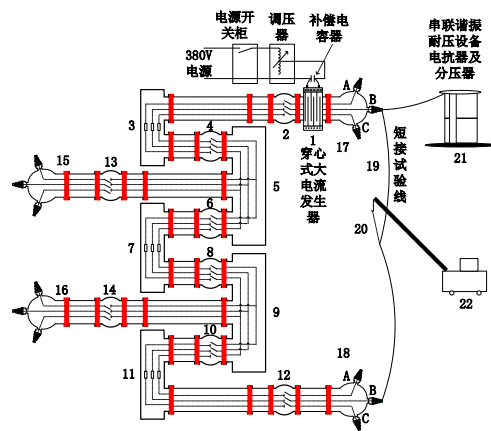 电源开
关柜
调压
器
补偿电
容器
串联谐振
耐压设备
电抗器及
分压器
380V
电源
A
B
C
1
2
3
4
5
6
7
8
9
10
11
12
13
14
15
16
17
18
19
20
21
22
穿心
式大
电流
发生
器
短接试验线
A
B
C